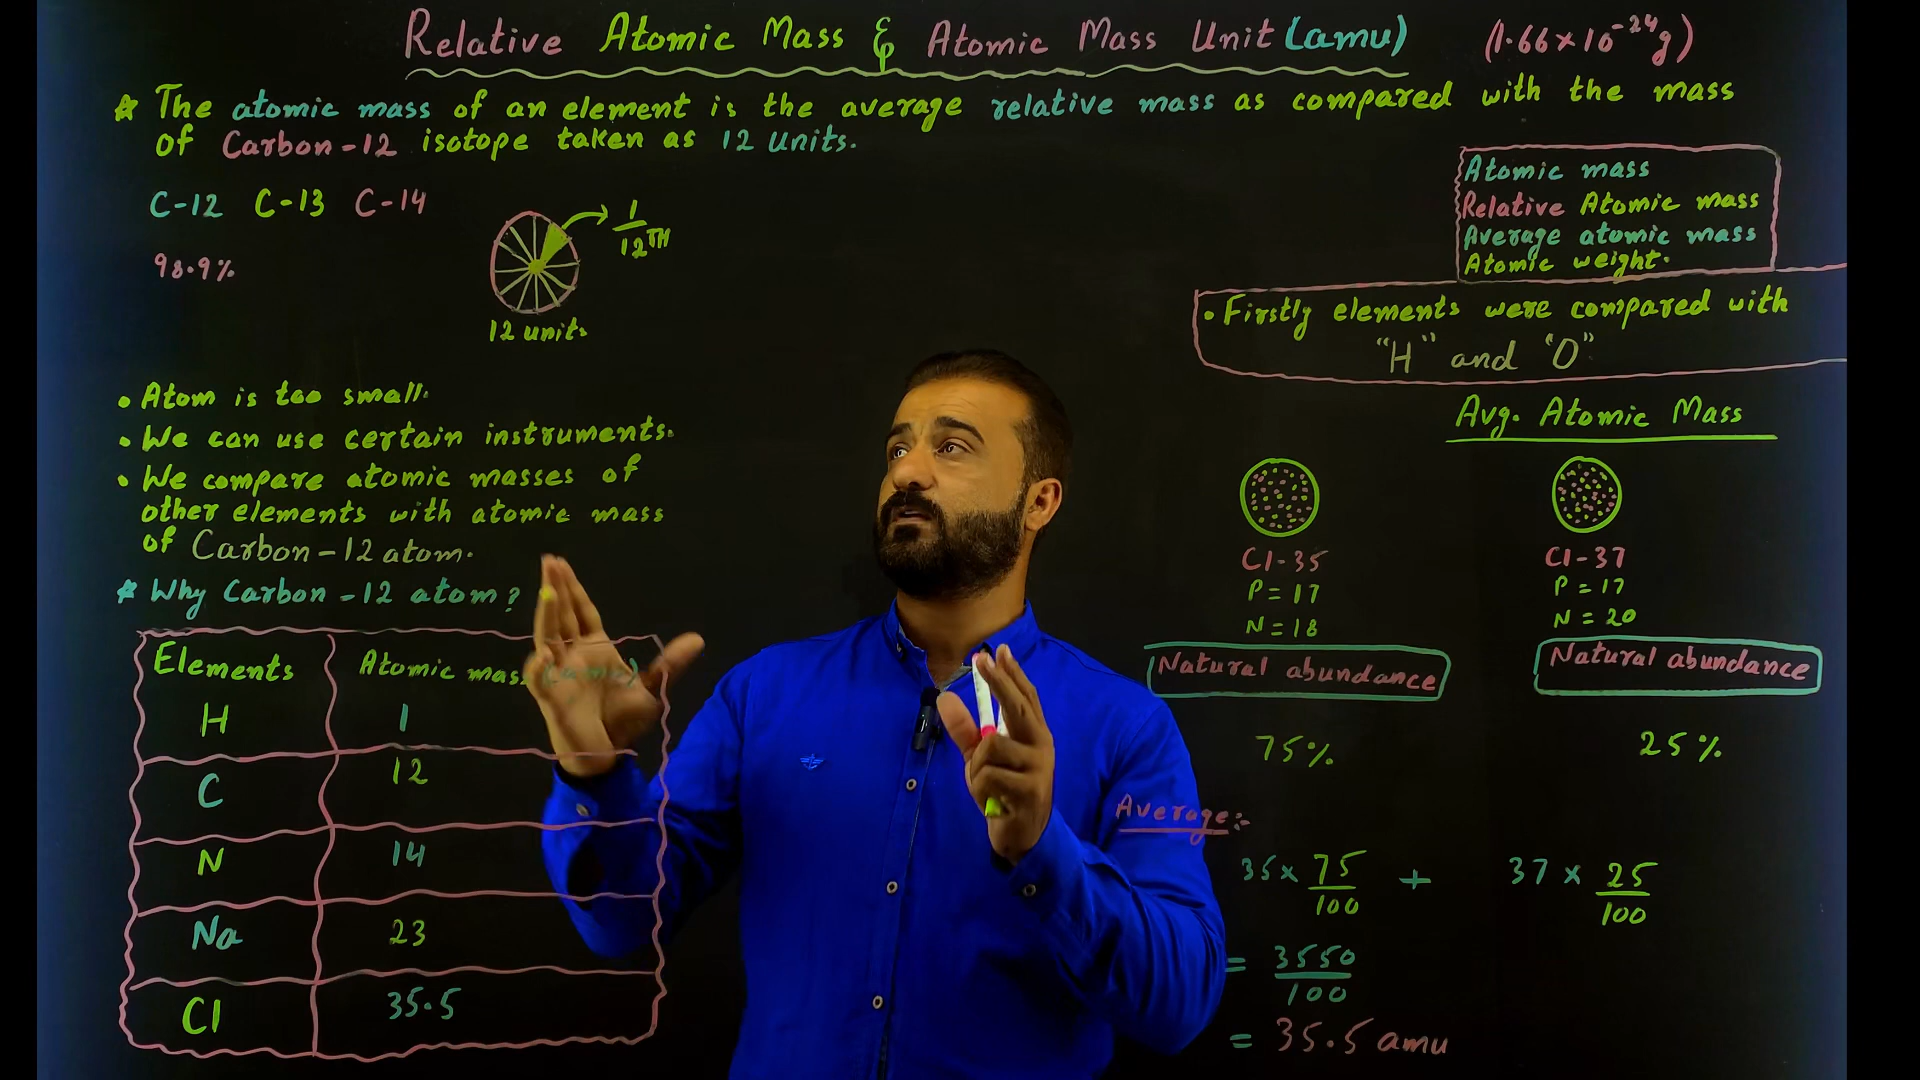 Relative Atomic Mass & Atomic Mass Unit (amu) (1.66×10⁻²⁴g)
☆ The atomic mass of an element is the average relative mass as compared with the mass
of Carbon-12 isotope taken as 12 Units.
C-12 C-13 C-14
98.9%
1/12TH
12 units
Atomic mass
Relative Atomic mass
Average atomic mass
Atomic weight.
• Firstly elements were compared with
"H" and "O"
• Atom is too small.
• We can use certain instruments.
• We compare atomic masses of
other elements with atomic mass
of Carbon-12 atom.
☆ Why Carbon-12 atom?
Elements Atomic mass (amu)
H 1
C 12
N 14
Na 23
Cl 35.5
Avg. Atomic Mass
Cl-35 Cl-37
P = 17 P = 17
N = 18 N = 20
Natural abundance Natural abundance
75% 25%
Average:-
35 × 75/100 + 37 × 25/100
= 3550/100
= 35.5 amu